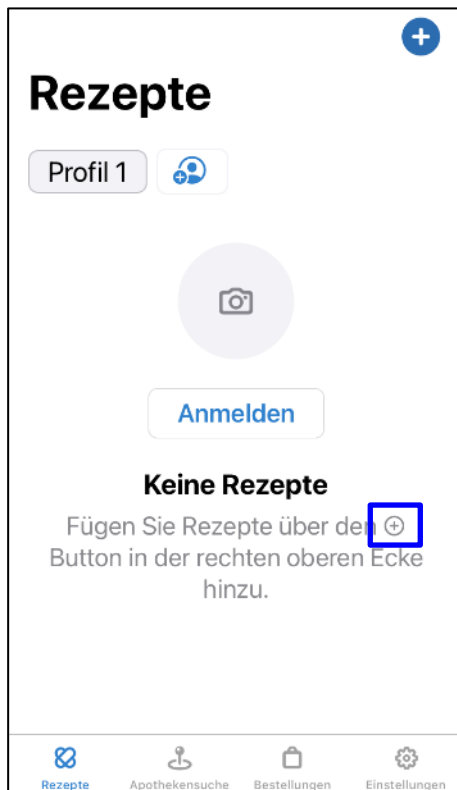 Rezepte
Profil 1
Anmelden
Keine Rezepte
Fügen Sie Rezepte über den ⊕
Button in der rechten oberen Ecke
hinzu.
Rezepte
Apothekensuche
Bestellungen
Einstellungen